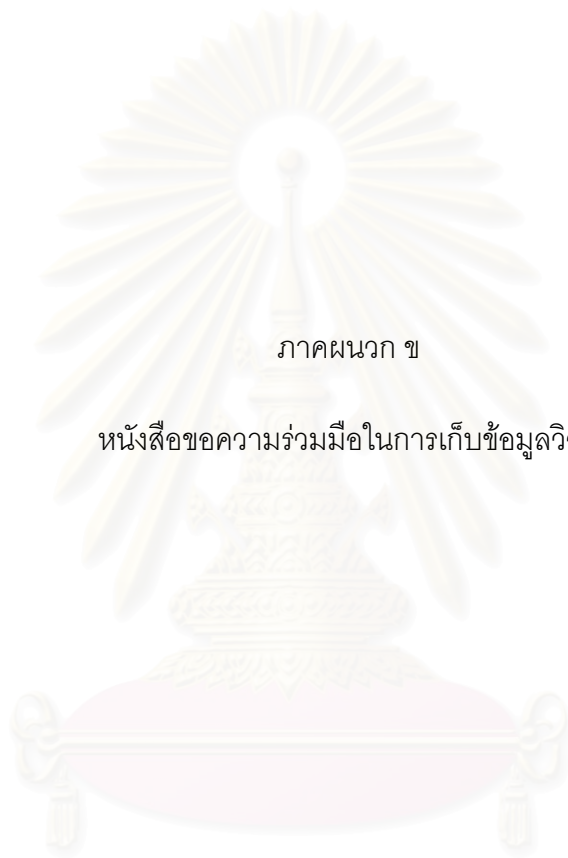 ภาคผนวก ข
หนังสือขอความร่วมมือในการเก็บข้อมูลวิ